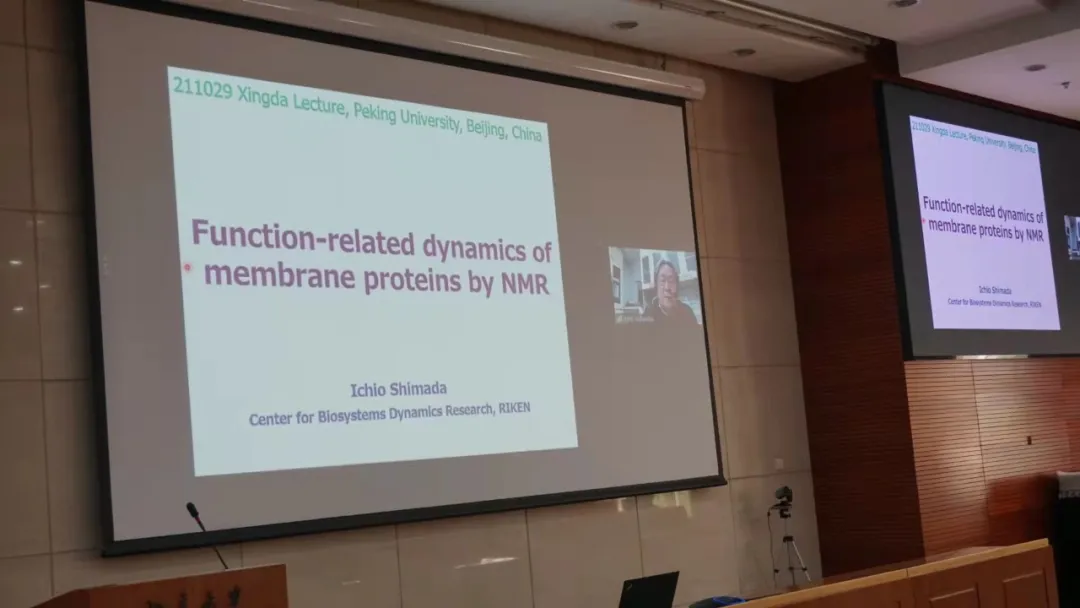 211029 Xingda Lecture, Peking University, Beijing, China
Function-related dynamics of
membrane proteins by NMR
Ichio Shimada
Center for Biosystems Dynamics Research, RIKEN
211029 Xingda Lecture, Peking University, Beijing, China
Function-related dynamics of
membrane proteins by NMR
Ichio Shimada
Center for Biosystems Dynamics Research, RIKEN